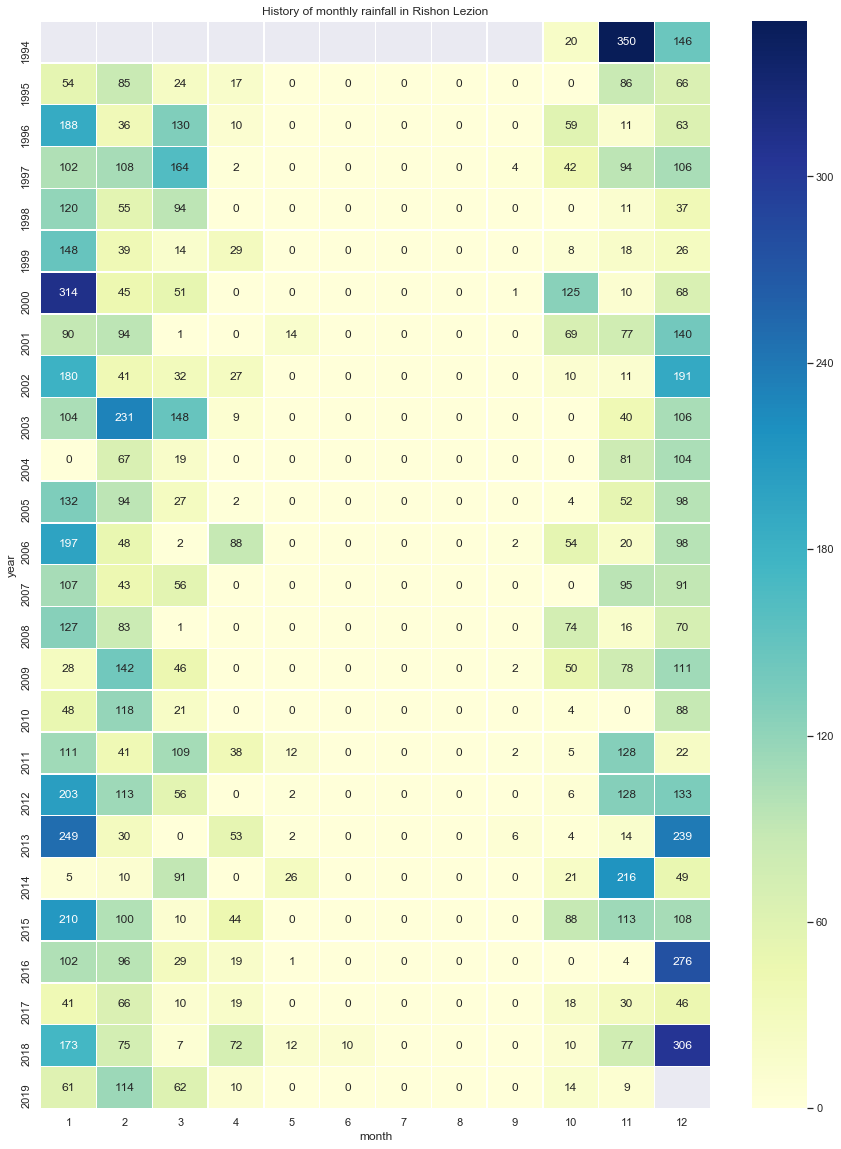 History of monthly rainfall in Rishon Lezion
1994 20 350 146
1995 54 85 24 17 0 0 0 0 0 0 86 66
1996 188 36 130 10 0 0 0 0 0 59 11 63
1997 102 108 164 2 0 0 0 0 4 42 94 106
1998 120 55 94 0 0 0 0 0 0 0 11 37
1999 148 39 14 29 0 0 0 0 0 8 18 26
2000 314 45 51 0 0 0 0 0 1 125 10 68
2001 90 94 1 0 14 0 0 0 0 69 77 140
2002 180 41 32 27 0 0 0 0 0 10 11 191
2003 104 231 148 9 0 0 0 0 0 0 40 106
2004 0 67 19 0 0 0 0 0 0 0 81 104
2005 132 94 27 2 0 0 0 0 0 4 52 98
2006 197 48 2 88 0 0 0 0 2 54 20 98
2007 107 43 56 0 0 0 0 0 0 0 95 91
2008 127 83 1 0 0 0 0 0 0 74 16 70
2009 28 142 46 0 0 0 0 0 2 50 78 111
2010 48 118 21 0 0 0 0 0 0 4 0 88
2011 111 41 109 38 12 0 0 0 2 5 128 22
2012 203 113 56 0 2 0 0 0 0 6 128 133
2013 249 30 0 53 2 0 0 0 6 4 14 239
2014 5 10 91 0 26 0 0 0 0 21 216 49
2015 210 100 10 44 0 0 0 0 0 88 113 108
2016 102 96 29 19 1 0 0 0 0 0 4 276
2017 41 66 10 19 0 0 0 0 0 18 30 46
2018 173 75 7 72 12 10 0 0 0 10 77 306
2019 61 114 62 10 0 0 0 0 0 14 9
1 2 3 4 5 6 7 8 9 10 11 12
month
year
300
240
180
120
60
0